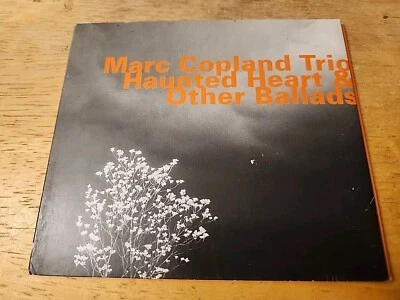 Marc Copland Trio
Haunted Heart &
Other Ballads